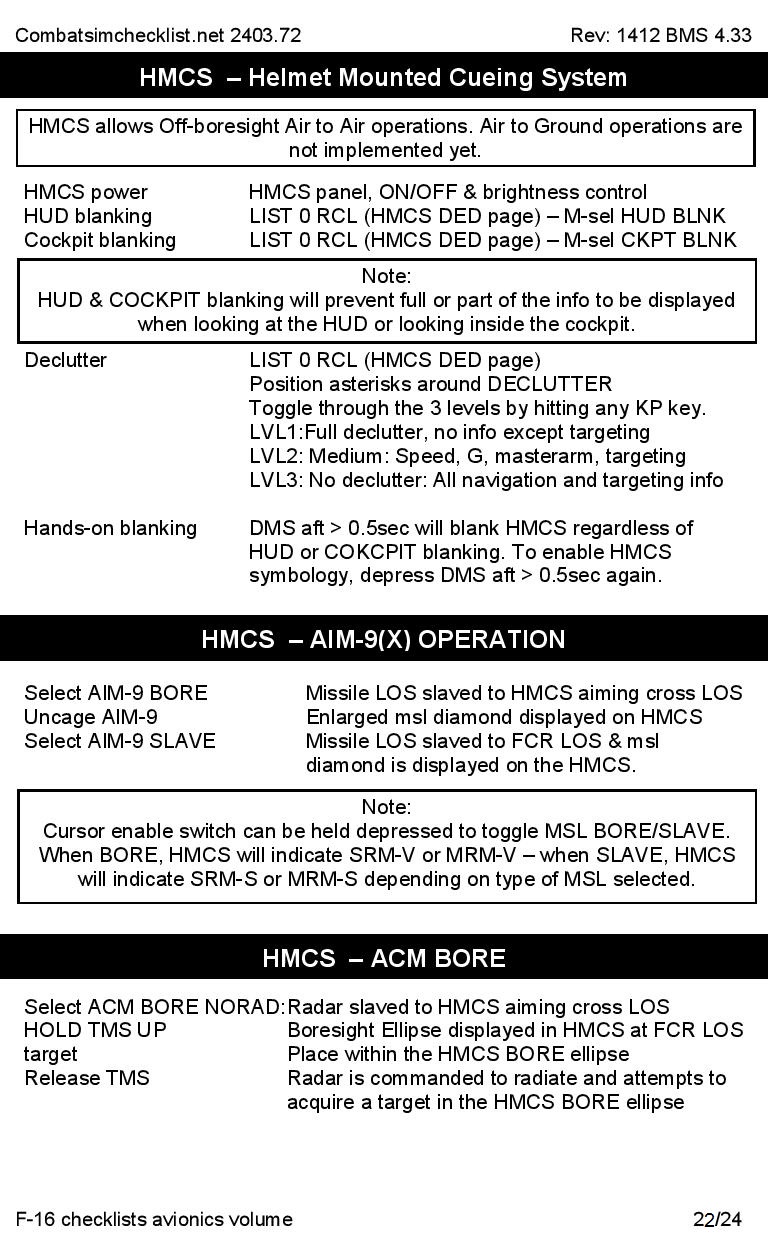 Combatsimchecklist.net 2403.72 Rev: 1412 BMS 4.33
HMCS – Helmet Mounted Cueing System
HMCS allows Off-boresight Air to Air operations. Air to Ground operations are
not implemented yet.
HMCS power HMCS panel, ON/OFF & brightness control
HUD blanking LIST 0 RCL (HMCS DED page) – M-sel HUD BLNK
Cockpit blanking LIST 0 RCL (HMCS DED page) – M-sel CKPT BLNK
Note:
HUD & COCKPIT blanking will prevent full or part of the info to be displayed
when looking at the HUD or looking inside the cockpit.
Declutter LIST 0 RCL (HMCS DED page)
Position asterisks around DECLUTTER
Toggle through the 3 levels by hitting any KP key.
LVL1:Full declutter, no info except targeting
LVL2: Medium: Speed, G, masterarm, targeting
LVL3: No declutter: All navigation and targeting info
Hands-on blanking DMS aft > 0.5sec will blank HMCS regardless of
HUD or COKCPIT blanking. To enable HMCS
symbology, depress DMS aft > 0.5sec again.
HMCS – AIM-9(X) OPERATION
Select AIM-9 BORE Missile LOS slaved to HMCS aiming cross LOS
Uncage AIM-9 Enlarged msl diamond displayed on HMCS
Select AIM-9 SLAVE Missile LOS slaved to FCR LOS & msl
diamond is displayed on the HMCS.
Note:
Cursor enable switch can be held depressed to toggle MSL BORE/SLAVE.
When BORE, HMCS will indicate SRM-V or MRM-V – when SLAVE, HMCS
will indicate SRM-S or MRM-S depending on type of MSL selected.
HMCS – ACM BORE
Select ACM BORE NORAD: Radar slaved to HMCS aiming cross LOS
HOLD TMS UP Boresight Ellipse displayed in HMCS at FCR LOS
target Place within the HMCS BORE ellipse
Release TMS Radar is commanded to radiate and attempts to
acquire a target in the HMCS BORE ellipse
F-16 checklists avionics volume 22/24